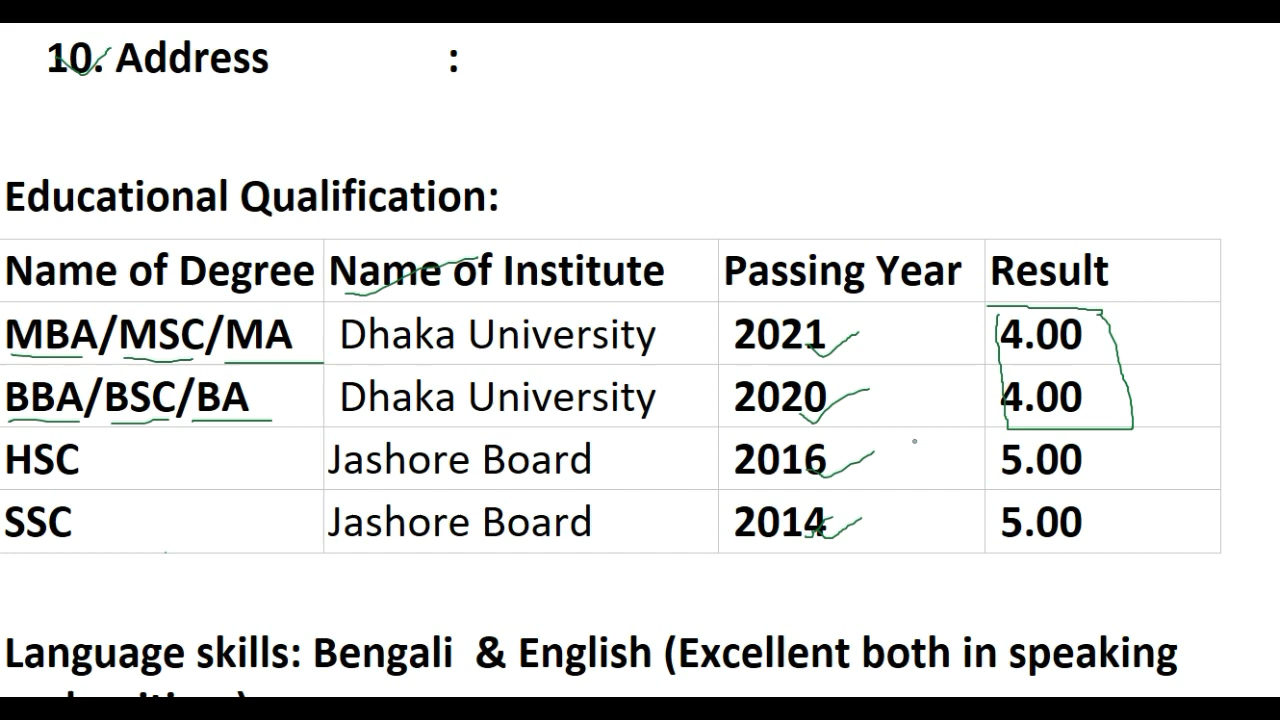 10. Address :
Educational Qualification:
Name of Degree Name of Institute Passing Year Result
MBA/MSC/MA Dhaka University 2021 4.00
BBA/BSC/BA Dhaka University 2020 4.00
HSC Jashore Board 2016 5.00
SSC Jashore Board 2014 5.00
Language skills: Bengali & English (Excellent both in speaking